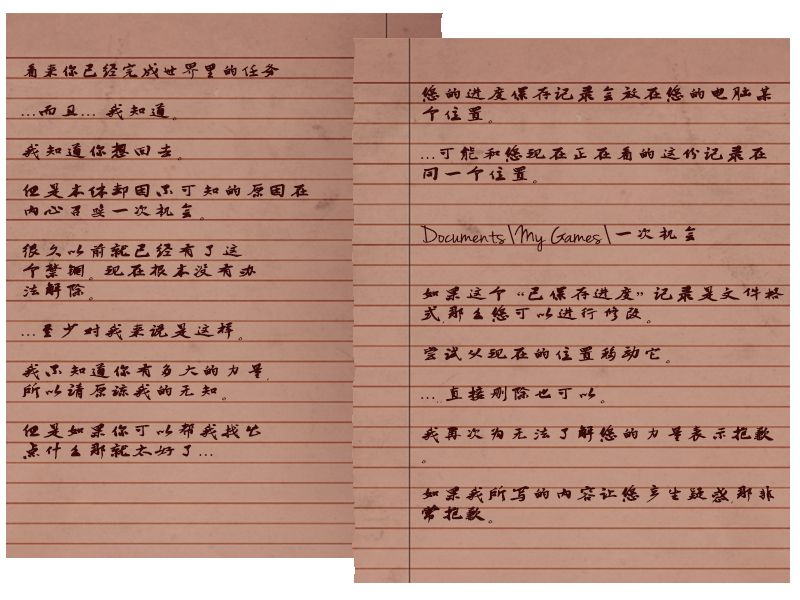 看来你已经完成世界里的任务
...而且... 我知道。
我知道你想回去。
但是本体却因不可知的原因在
内心召唤一次机会。
很久以前就已经有了这
个禁锢。现在根本没有办
法解除。
...至少对我来说是这样。
我不知道你有多大的力量，
所以请原谅我的无知。
但是如果你可以帮我找出
点什么那就太好了...
您的进度保存记录会放在您的电脑某
个位置。
...可能和您现在正在看的这份记录在
同一个位置。
Documents\My Games\一次机会
如果这个“已保存进度”记录是文件格
式，那么您可以进行修改。
尝试从现在的位置移动它。
....直接删除也可以。
我再次为无法了解您的力量表示抱歉
。
如果我所写的内容让您产生疑惑，那非
常抱歉。